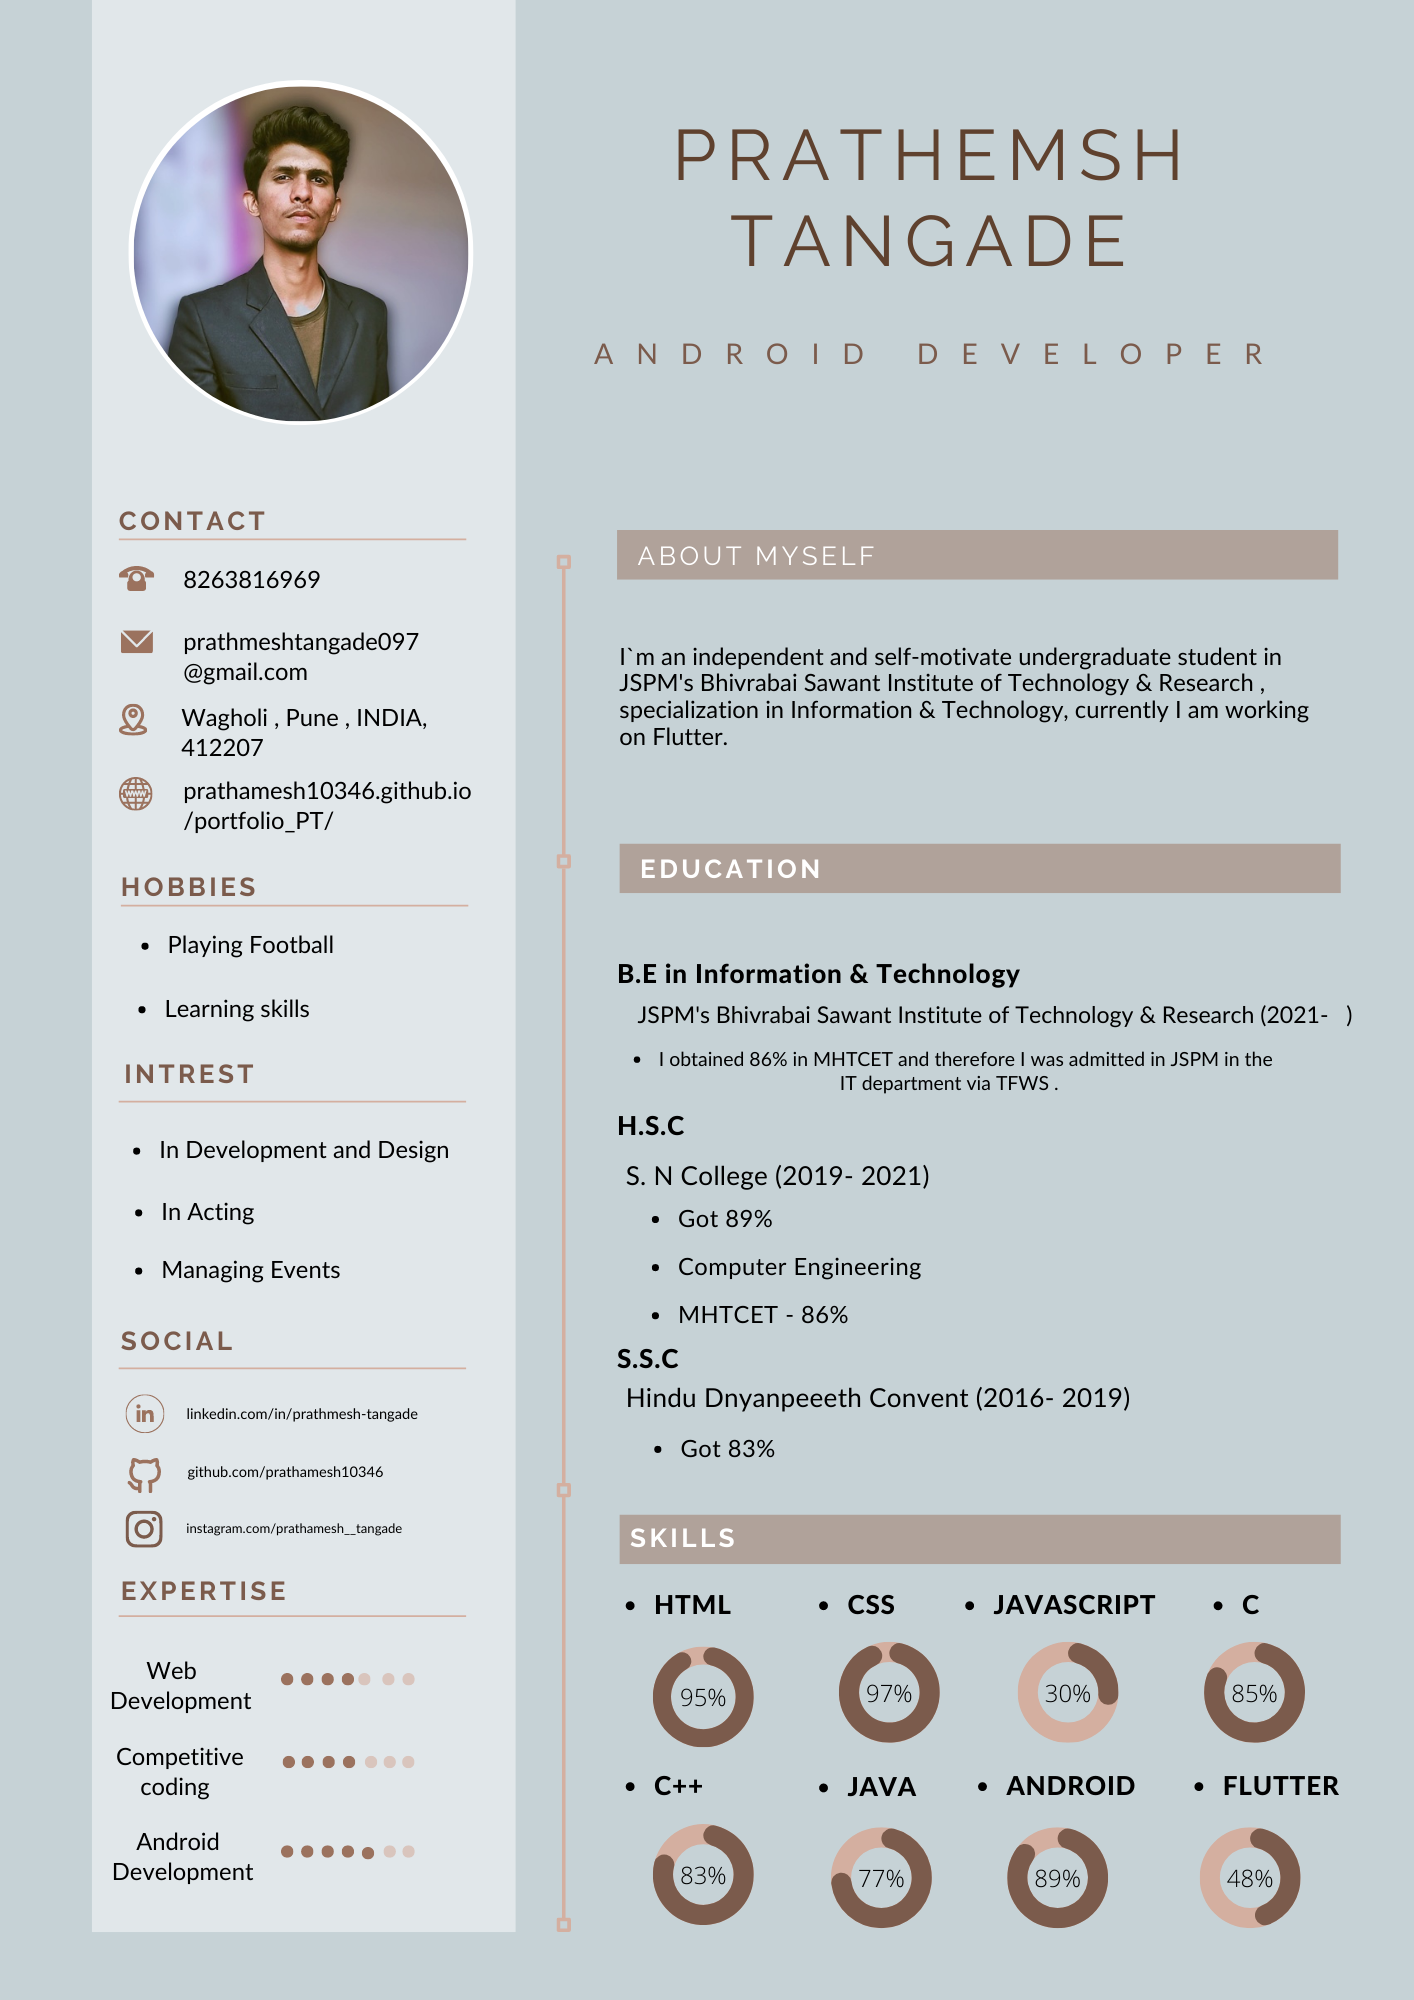 PRATHEMSH
TANGADE
ANDROID DEVELOPER
CONTACT
8263816969
prathmeshtangade097
@gmail.com
Wagholi , Pune , INDIA,
412207
www
prathamesh10346.github.io
/portfolio_PT/
HOBBIES
• Playing Football
• Learning skills
INTREST
• In Development and Design
• In Acting
• Managing Events
SOCIAL
in
linkedin.com/in/prathmesh-tangade
github.com/prathamesh10346
instagram.com/prathamesh__tangade
EXPERTISE
Web
Development
Competitive
coding
Android
Development
ABOUT MYSELF
I`m an independent and self-motivate undergraduate student in
JSPM's Bhivrabai Sawant Institute of Technology & Research ,
specialization in Information & Technology, currently I am working
on Flutter.
EDUCATION
B.E in Information & Technology
JSPM's Bhivrabai Sawant Institute of Technology & Research (2021-   )
• I obtained 86% in MHTCET and therefore I was admitted in JSPM in the
IT department via TFWS .
H.S.C
S. N College (2019- 2021)
• Got 89%
• Computer Engineering
• MHTCET - 86%
S.S.C
Hindu Dnyanpeeeth Convent (2016- 2019)
• Got 83%
SKILLS
• HTML • CSS • JAVASCRIPT • C
95% 97% 30% 85%
• C++ • JAVA • ANDROID • FLUTTER
83% 77% 89% 48%